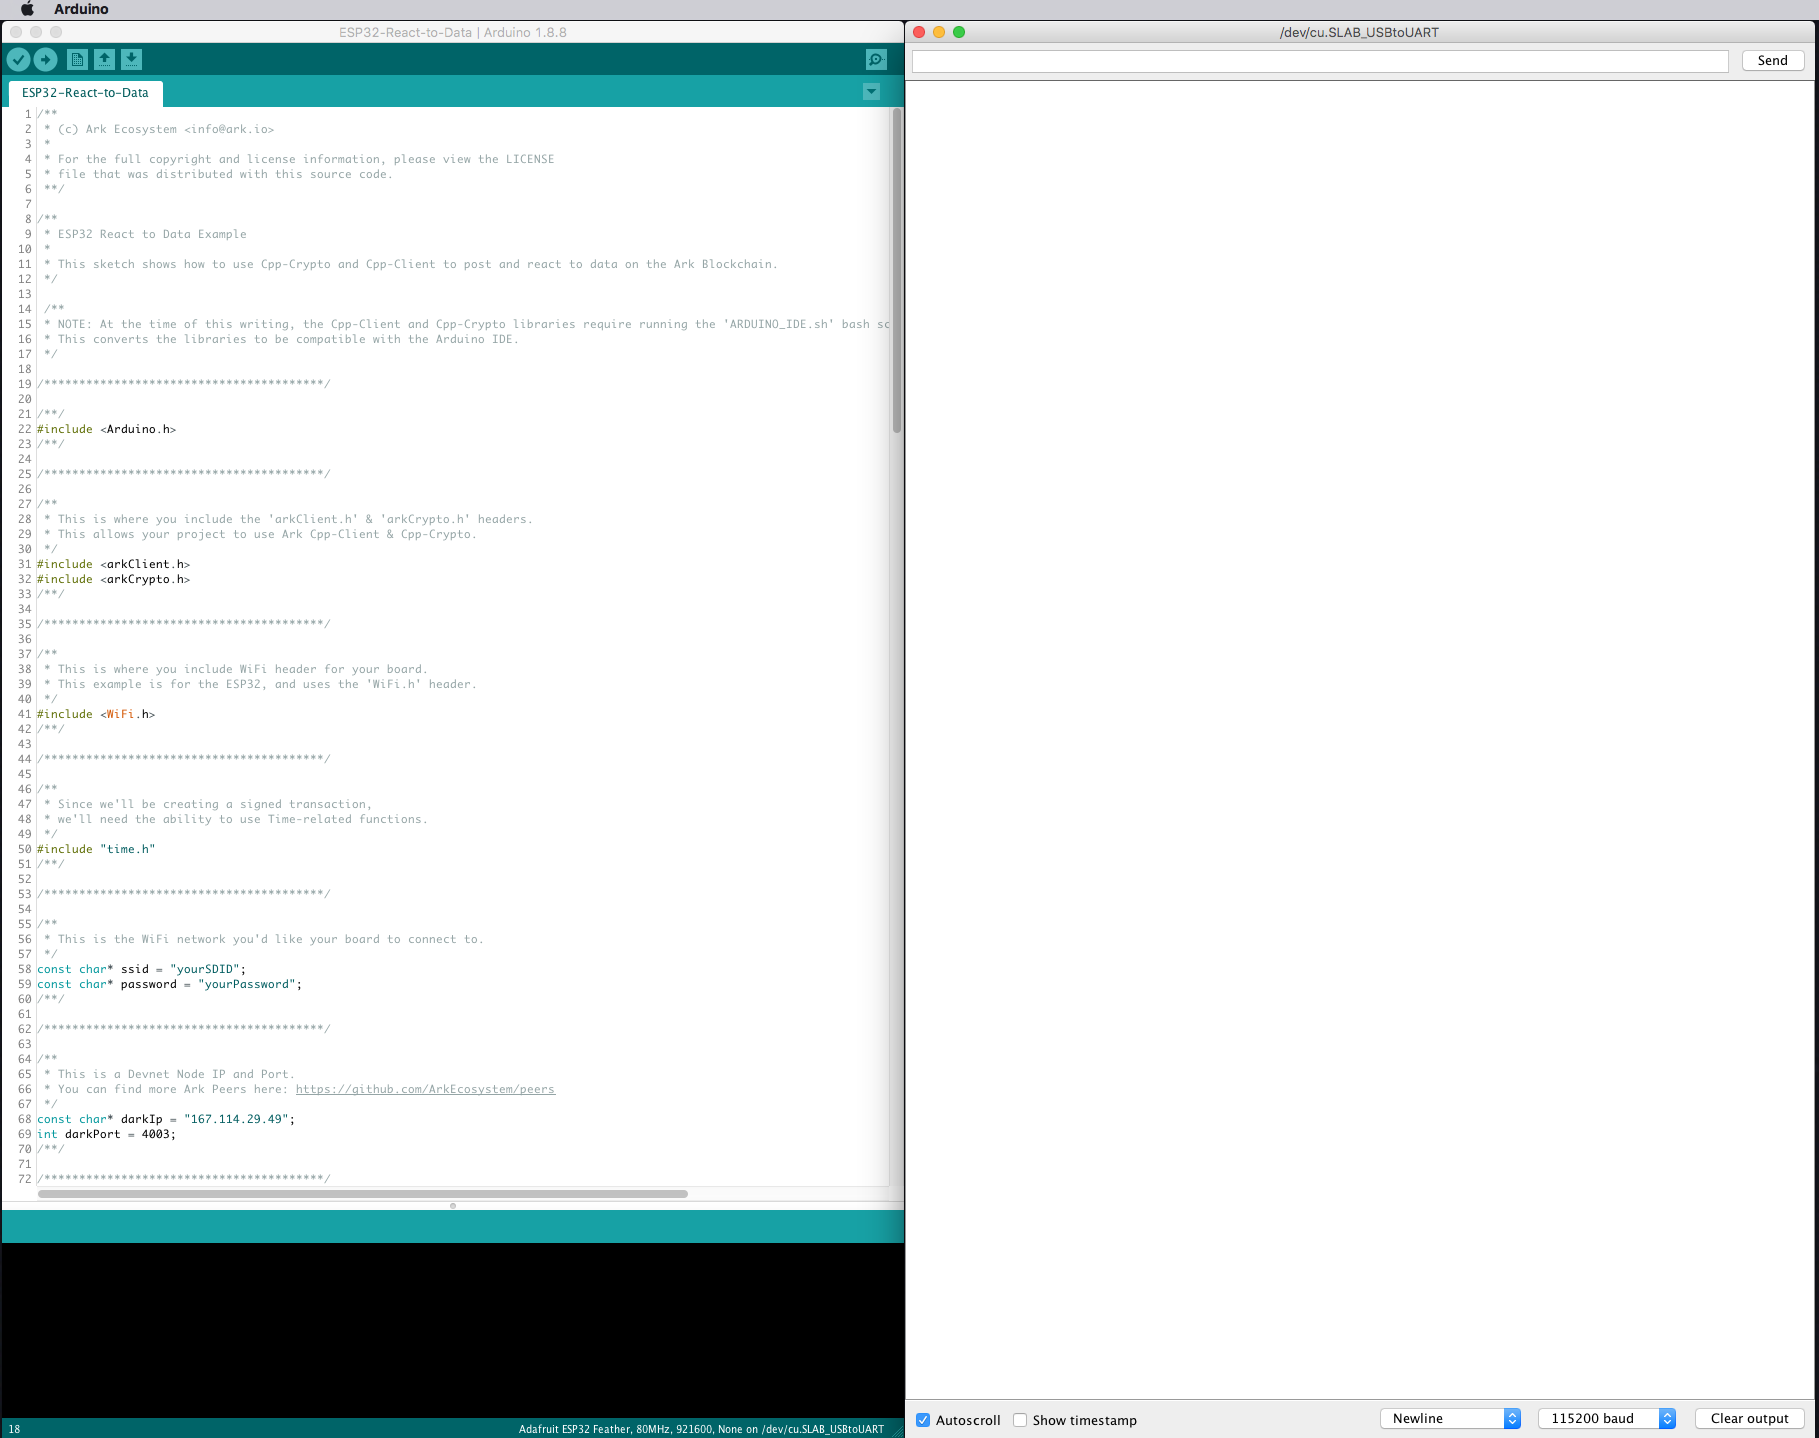 Arduino
ESP32-React-to-Data | Arduino 1.8.8
ESP32-React-to-Data
1 /**
2 * (c) Ark Ecosystem <info@ark.io>
3 *
4 * For the full copyright and license information, please view the LICENSE
5 * file that was distributed with this source code.
6 **/
7
8 /**
9 * ESP32 React to Data Example
10 *
11 * This sketch shows how to use Cpp-Crypto and Cpp-Client to post and react to data on the Ark Blockchain.
12 */
13
14 /**
15 * NOTE: At the time of this writing, the Cpp-Client and Cpp-Crypto libraries require running the 'ARDUINO_IDE.sh' bash sc
16 * This converts the libraries to be compatible with the Arduino IDE.
17 */
18
19 /****************************************/
20
21 /**/
22 #include <Arduino.h>
23 /**/
24
25 /****************************************/
26
27 /**
28 * This is where you include the 'arkClient.h' & 'arkCrypto.h' headers.
29 * This allows your project to use Ark Cpp-Client & Cpp-Crypto.
30 */
31 #include <arkClient.h>
32 #include <arkCrypto.h>
33 /**/
34
35 /****************************************/
36
37 /**
38 * This is where you include WiFi header for your board.
39 * This example is for the ESP32, and uses the 'WiFi.h' header.
40 */
41 #include <WiFi.h>
42 /**/
43
44 /****************************************/
45
46 /**
47 * Since we'll be creating a signed transaction,
48 * we'll need the ability to use Time-related functions.
49 */
50 #include "time.h"
51 /**/
52
53 /****************************************/
54
55 /**
56 * This is the WiFi network you'd like your board to connect to.
57 */
58 const char* ssid = "yourSDID";
59 const char* password = "yourPassword";
60 /**/
61
62 /****************************************/
63
64 /**
65 * This is a Devnet Node IP and Port.
66 * You can find more Ark Peers here: https://github.com/ArkEcosystem/peers
67 */
68 const char* darkIp = "167.114.29.49";
69 int darkPort = 4003;
70 /**/
71
72 /****************************************/
18
Adafruit ESP32 Feather, 80MHz, 921600, None on /dev/cu.SLAB_USBtoUART
/dev/cu.SLAB_USBtoUART
Send
Autoscroll
Show timestamp
Newline
115200 baud
Clear output